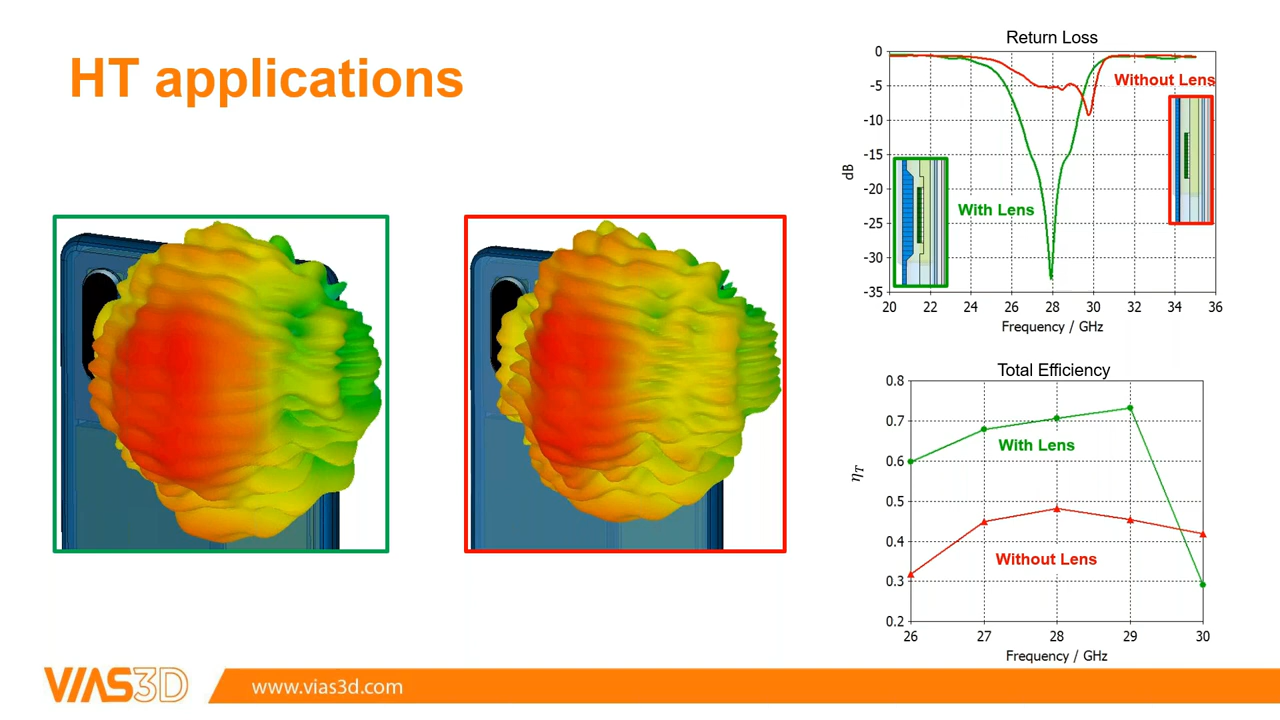 HT applications
Return Loss
0
-5
-10
-15
-20
-25
-30
-35
dB
Without Lens
With Lens
20 22 24 26 28 30 32 34 36
Frequency / GHz
Total Efficiency
0.8
0.7
0.6
0.5
0.4
0.3
0.2
ηT
With Lens
Without Lens
26 27 28 29 30
Frequency / GHz
VIAS3D
www.vias3d.com